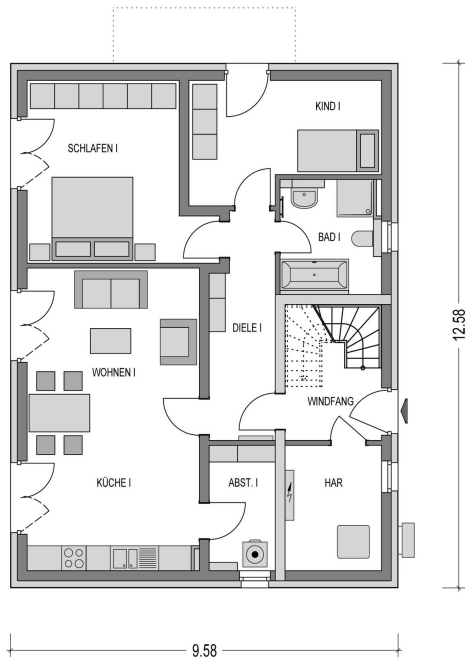 KIND I
SCHLAFEN I
BAD I
DIELE I
WOHNEN I
WINDFANG
KÜCHE I
ABST. I
HAR
12.58
9.58